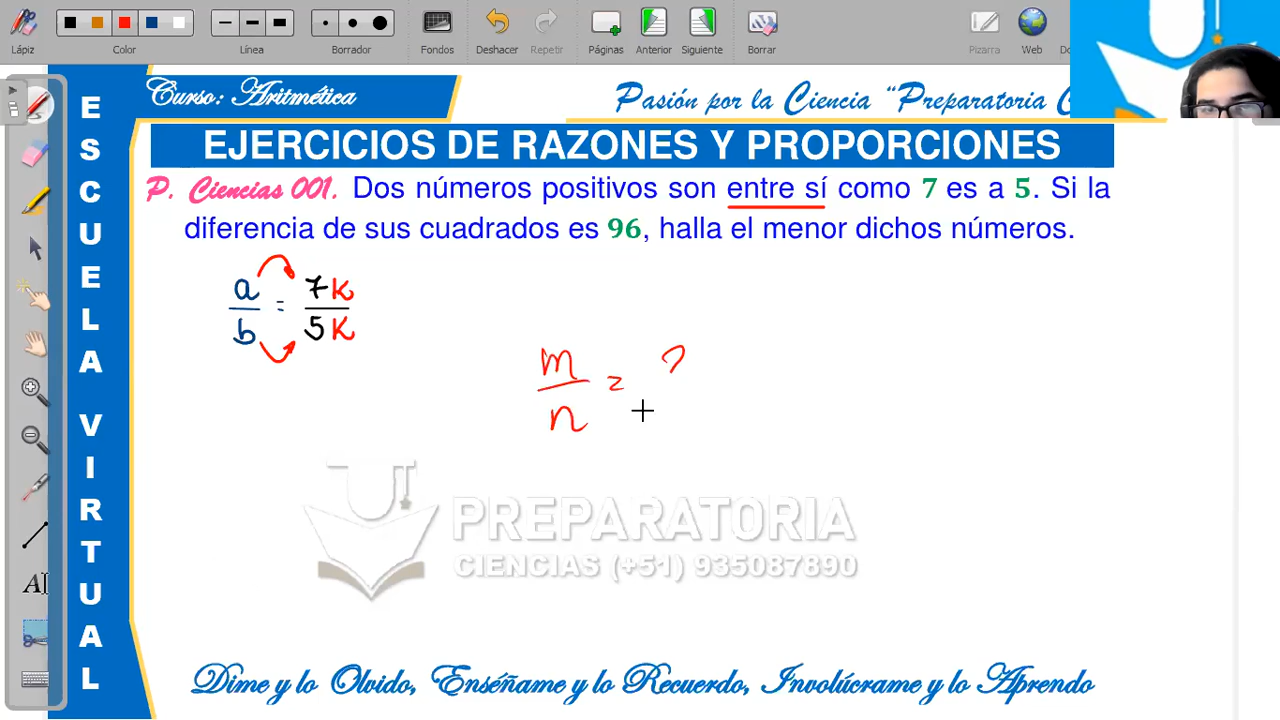 Lápiz
Color
Línea
Borrador
Fondos
Deshacer
Repetir
Páginas
Anterior
Siguiente
Borrar
Pizarra
Web
ESCUELA VIRTUAL
Curso: Aritmética
Pasión por la Ciencia “Preparatoria
EJERCICIOS DE RAZONES Y PROPORCIONES
P. Ciencias 001. Dos números positivos son entre sí como 7 es a 5. Si la
diferencia de sus cuadrados es 96, halla el menor dichos números.
a/b = 7K/5K
m/n =
PREPARATORIA
CIENCIAS (+51) 935087890
Dime y lo Olvido, Enséñame y lo Recuerdo, Involúcrame y lo Aprendo